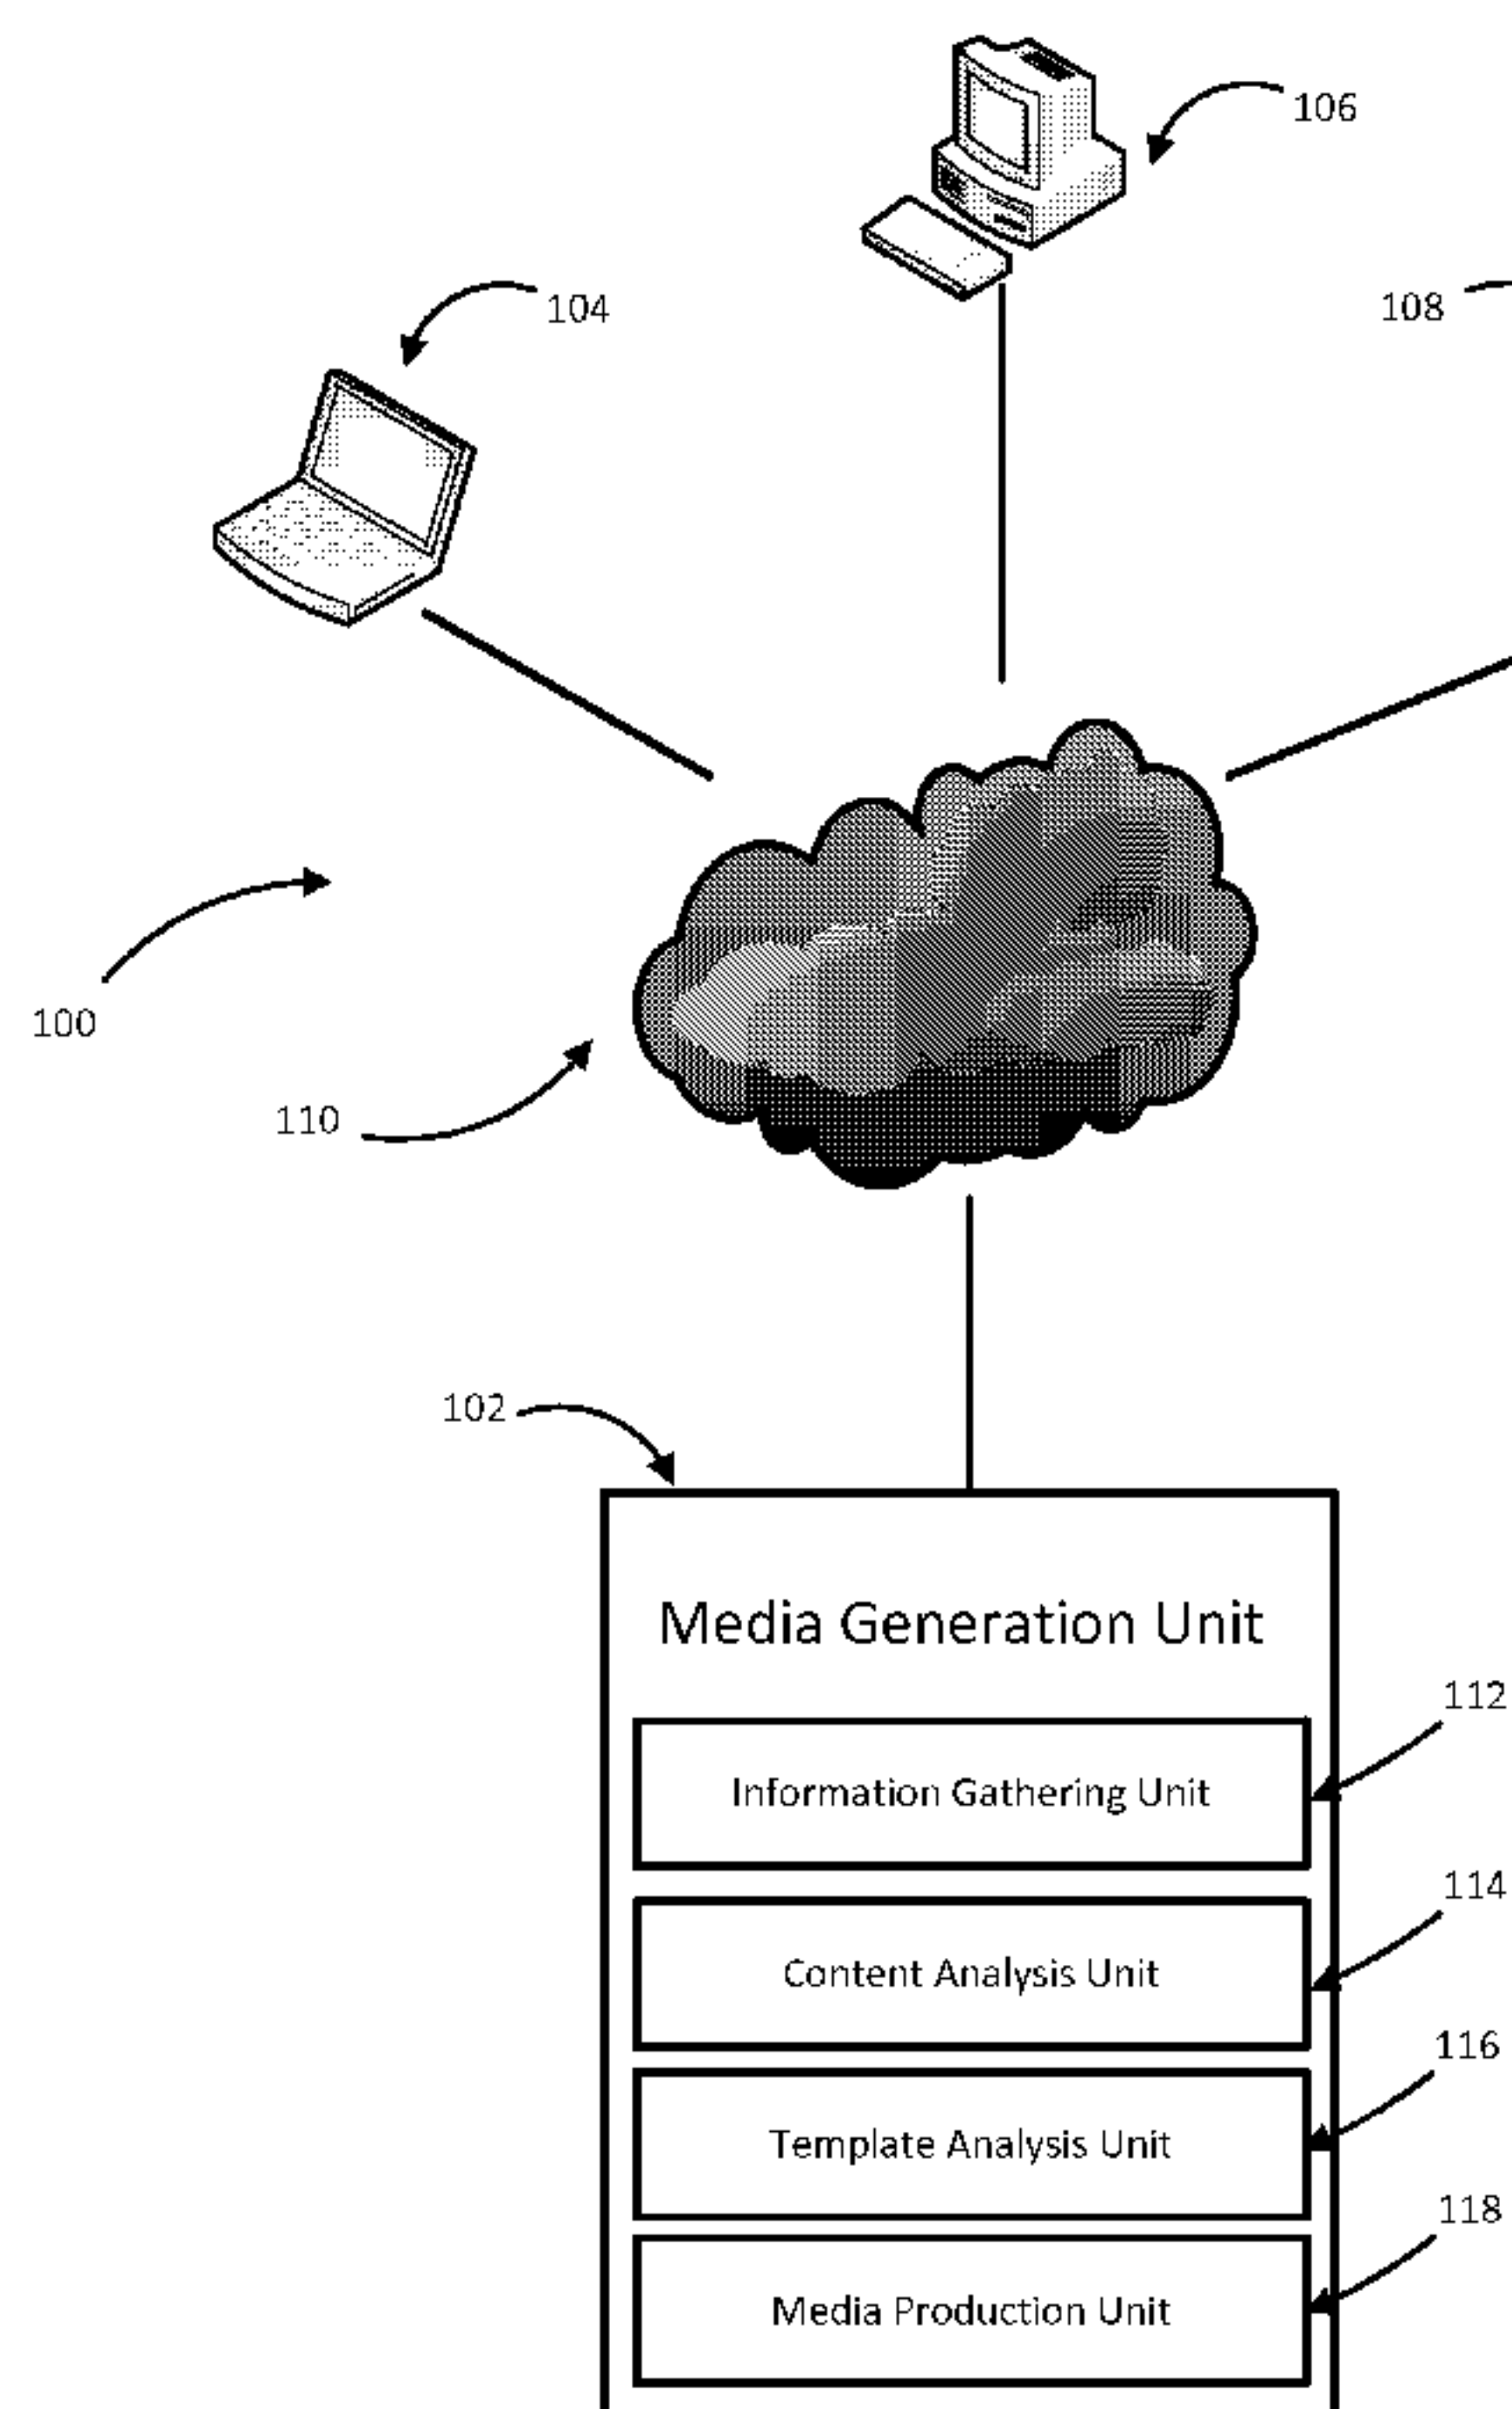 106
104
108
100
110
102
Media Generation Unit
112
Information Gathering Unit
114
Content Analysis Unit
116
Template Analysis Unit
118
Media Production Unit